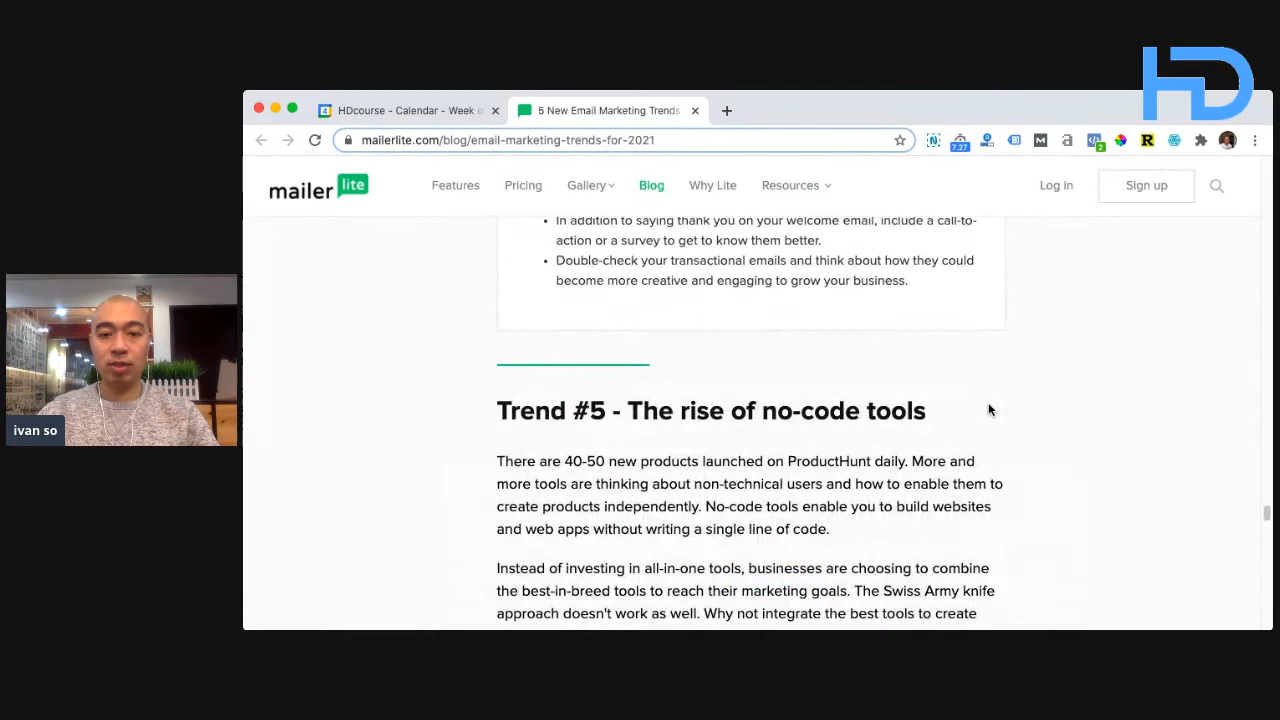 HD
HDcourse - Calendar - Week o
5 New Email Marketing Trends
mailerlite.com/blog/email-marketing-trends-for-2021
7.27
2
mailer lite
Features
Pricing
Gallery
Blog
Why Lite
Resources
Log in
Sign up
In addition to saying thank you on your welcome email, include a call-to-
action or a survey to get to know them better.
Double-check your transactional emails and think about how they could
become more creative and engaging to grow your business.
Trend #5 - The rise of no-code tools
There are 40-50 new products launched on ProductHunt daily. More and
more tools are thinking about non-technical users and how to enable them to
create products independently. No-code tools enable you to build websites
and web apps without writing a single line of code.
Instead of investing in all-in-one tools, businesses are choosing to combine
the best-in-breed tools to reach their marketing goals. The Swiss Army knife
approach doesn't work as well. Why not integrate the best tools to create
ivan so